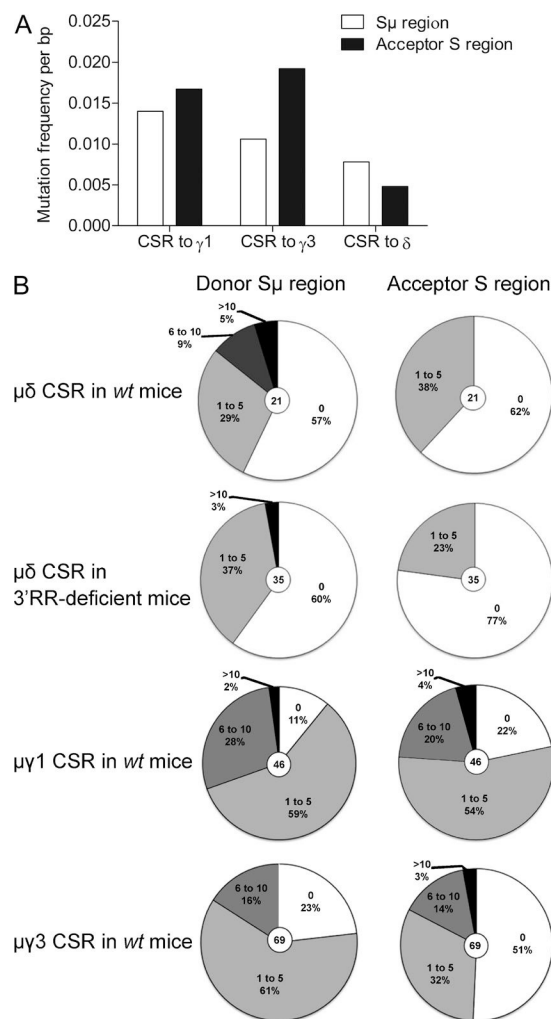 A
Mutation frequency per bp
0.025
0.020
0.015
0.010
0.005
0.000
Sμ region
Acceptor S region
CSR to γ1
CSR to γ3
CSR to δ
B
Donor Sμ region
Acceptor S region
μδ CSR in wt mice
>10
5%
6 to 10
9%
1 to 5
29%
21
0
57%
1 to 5
38%
21
0
62%
μδ CSR in
3'RR-deficient mice
>10
3%
1 to 5
37%
35
0
60%
1 to 5
23%
35
0
77%
μγ1 CSR in wt mice
>10
2%
0
11%
6 to 10
28%
46
1 to 5
59%
>10
4%
0
22%
6 to 10
20%
46
1 to 5
54%
μγ3 CSR in wt mice
6 to 10
16%
0
23%
69
1 to 5
61%
>10
3%
6 to 10
14%
0
51%
69
1 to 5
32%